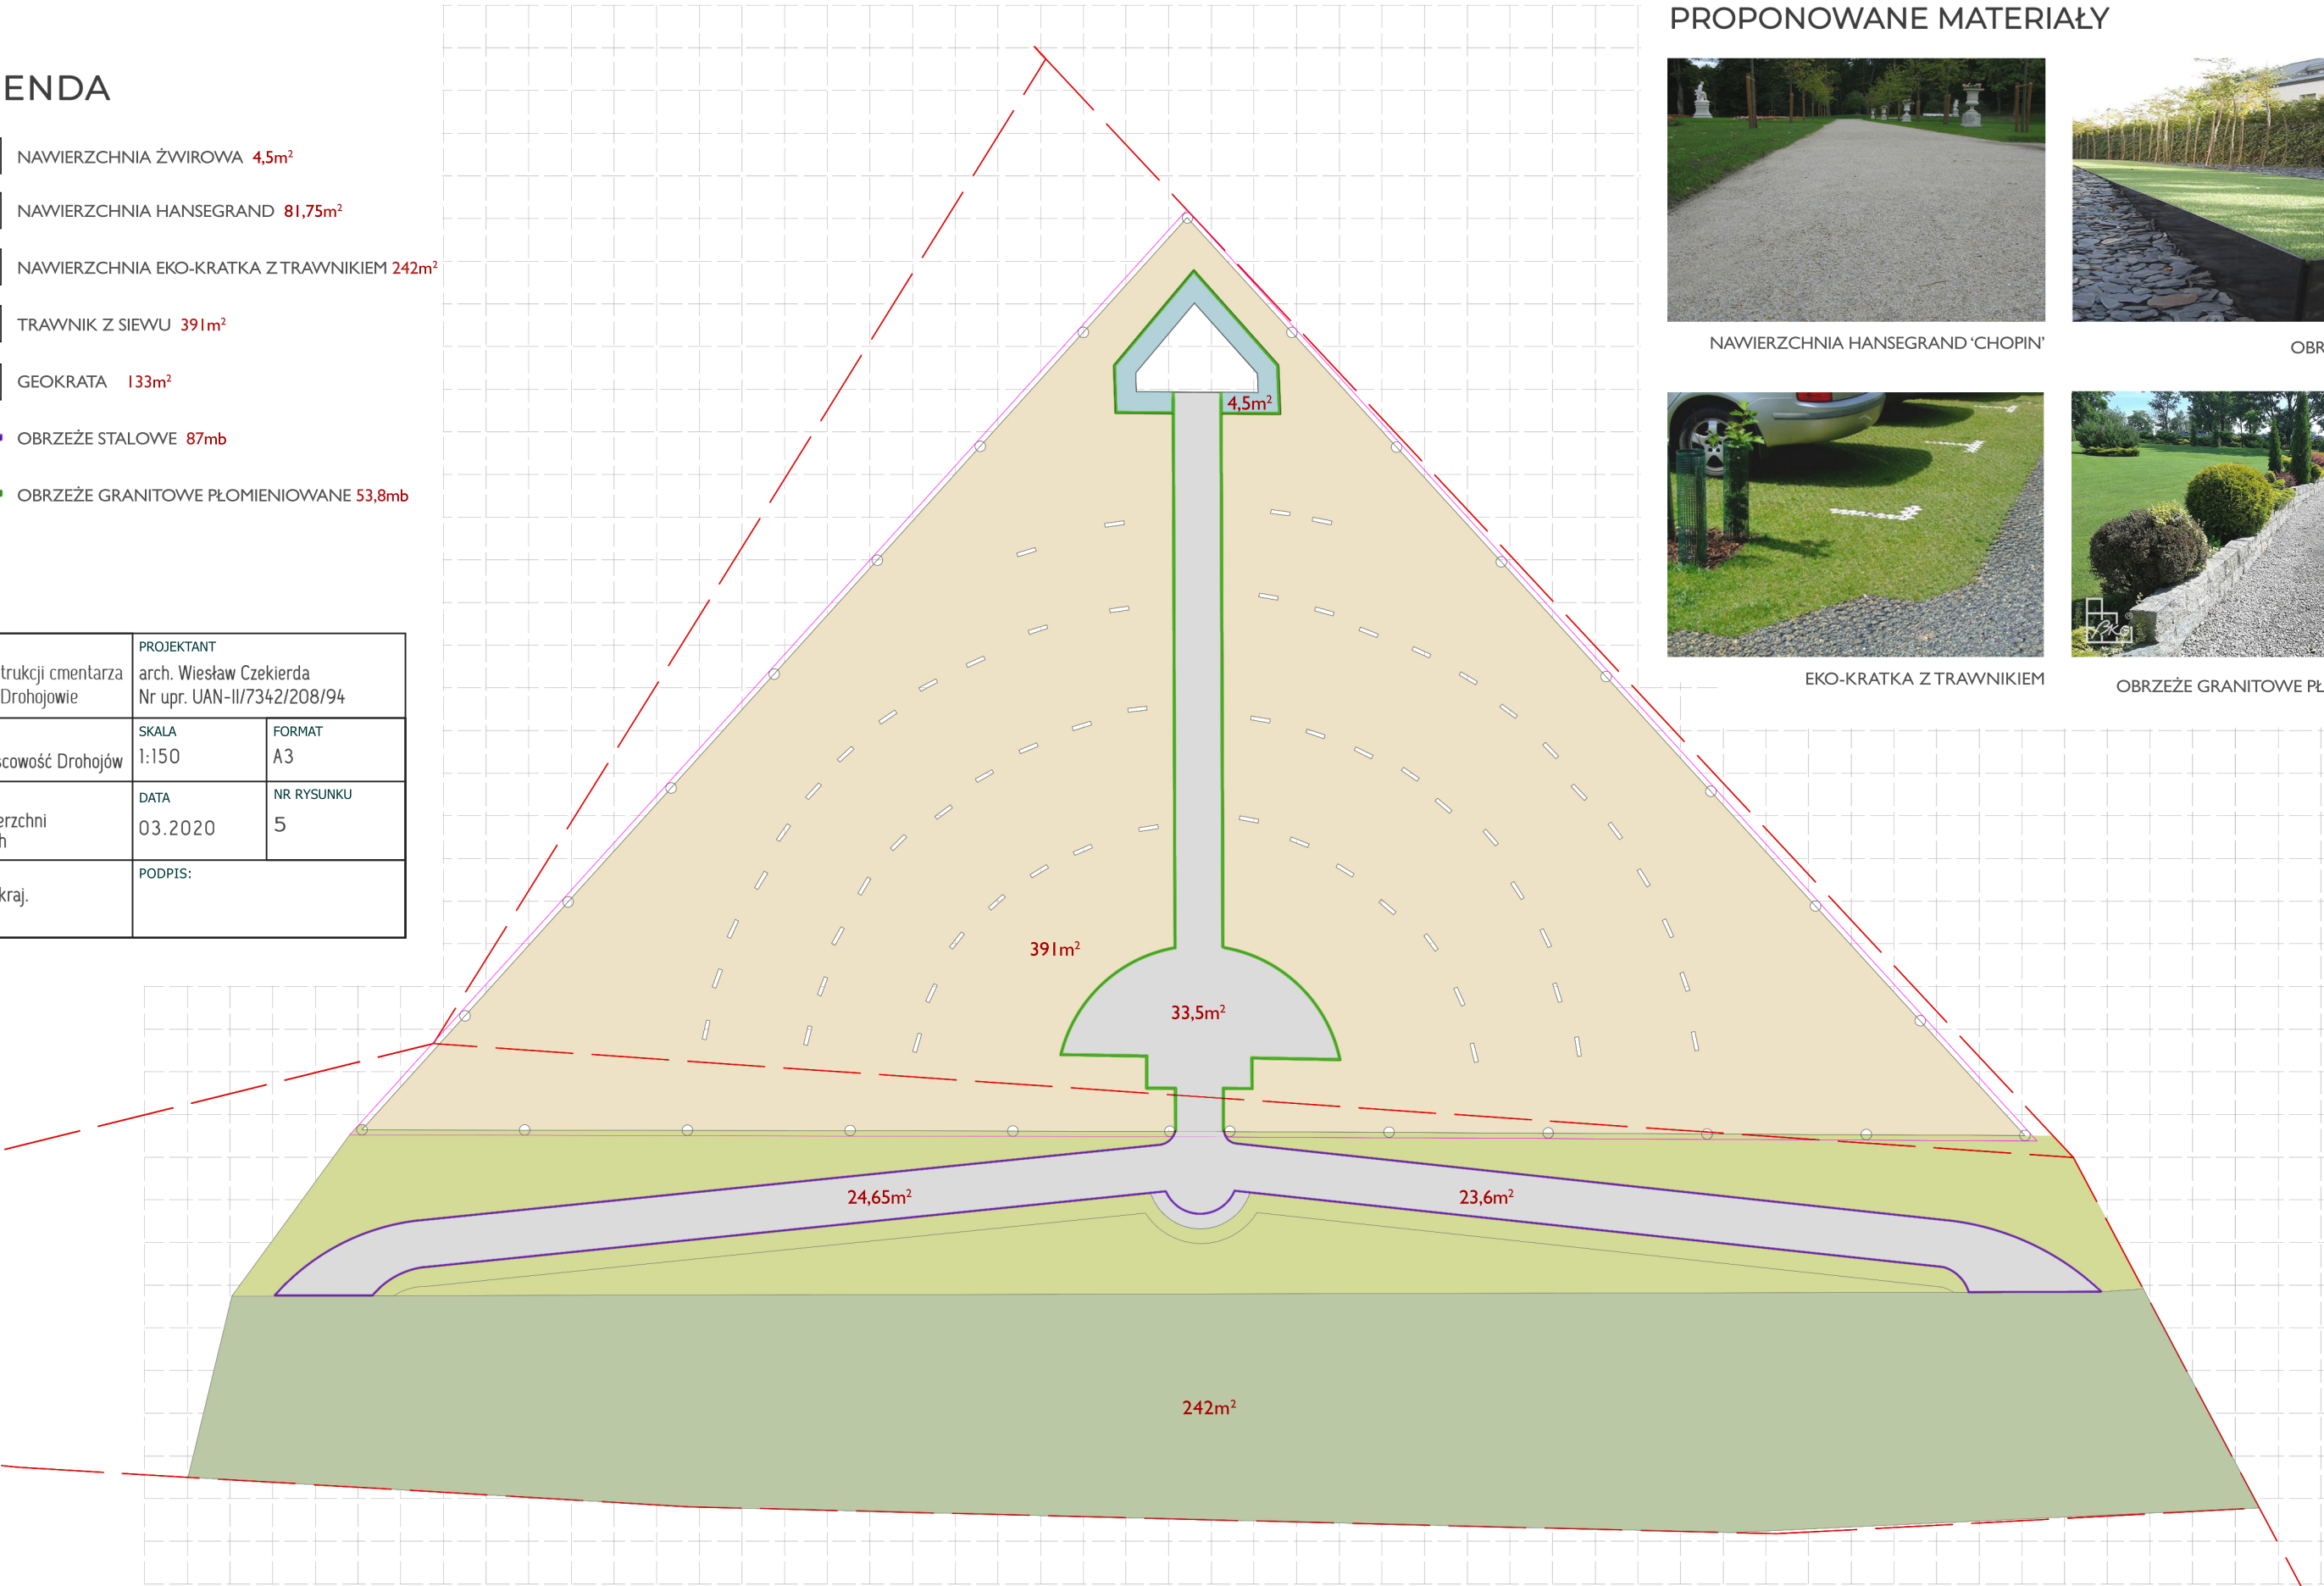 ENDA
NAWIERZCHNIA ŻWIROWA 4,5m²
NAWIERZCHNIA HANSEGRAND 81,75m²
NAWIERZCHNIA EKO-KRATKA Z TRAWNIKIEM 242m²
TRAWNIK Z SIEWU 391m²
GEOKRATA 133m²
OBRZEŻE STALOWE 87mb
OBRZEŻE GRANITOWE PŁOMIENIOWANE 53,8mb
trukcji cmentarza
Drohojowie
PROJEKTANT
arch. Wiesław Czekierda
Nr upr. UAN-II/7342/208/94
scowość Drohojów
SKALA
1:150
FORMAT
A3
erzchni
h
DATA
03.2020
NR RYSUNKU
5
kraj.
PODPIS:
4,5m²
391m²
33,5m²
24,65m²
23,6m²
242m²
PROPONOWANE MATERIAŁY
NAWIERZCHNIA HANSEGRAND 'CHOPIN'
OBR
EKO-KRATKA Z TRAWNIKIEM
OBRZEŻE GRANITOWE PŁ